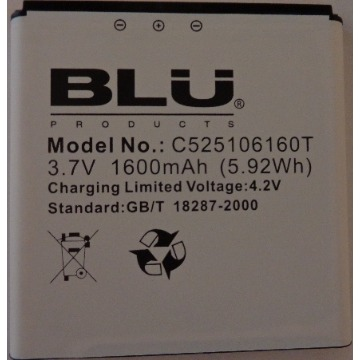 BLU®
PRODUCTS
Model No.: C525106160T
3.7V 1600mAh (5.92Wh)
Charging Limited Voltage:4.2V
Standard:GB/T 18287-2000